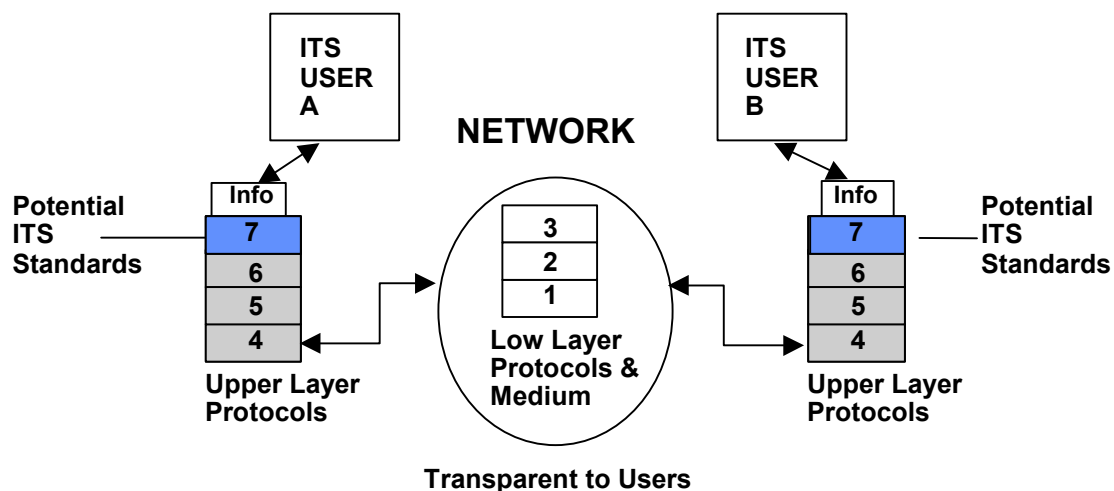 ITS
USER
A
ITS
USER
B
NETWORK
Info
Info
Potential
ITS
Standards
7
6
5
4
3
2
1
7
6
5
4
Potential
ITS
Standards
Low Layer
Protocols &
Medium
Upper Layer
Protocols
Upper Layer
Protocols
Transparent to Users